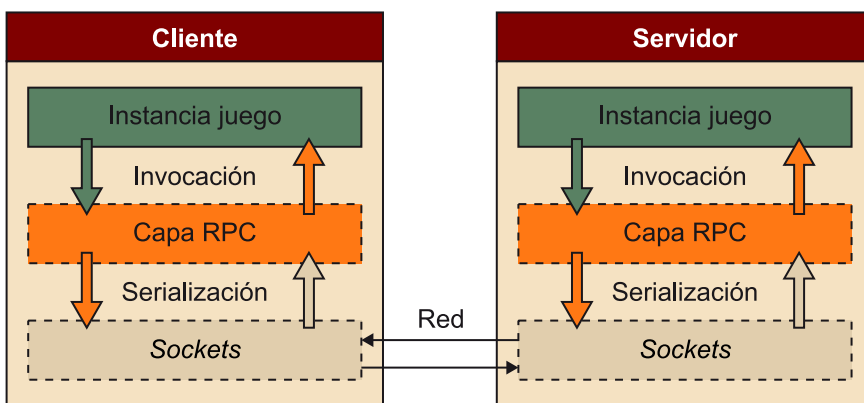 Cliente
Instancia juego
Invocación
Capa RPC
Serialización
Sockets
Red
Servidor
Instancia juego
Invocación
Capa RPC
Serialización
Sockets